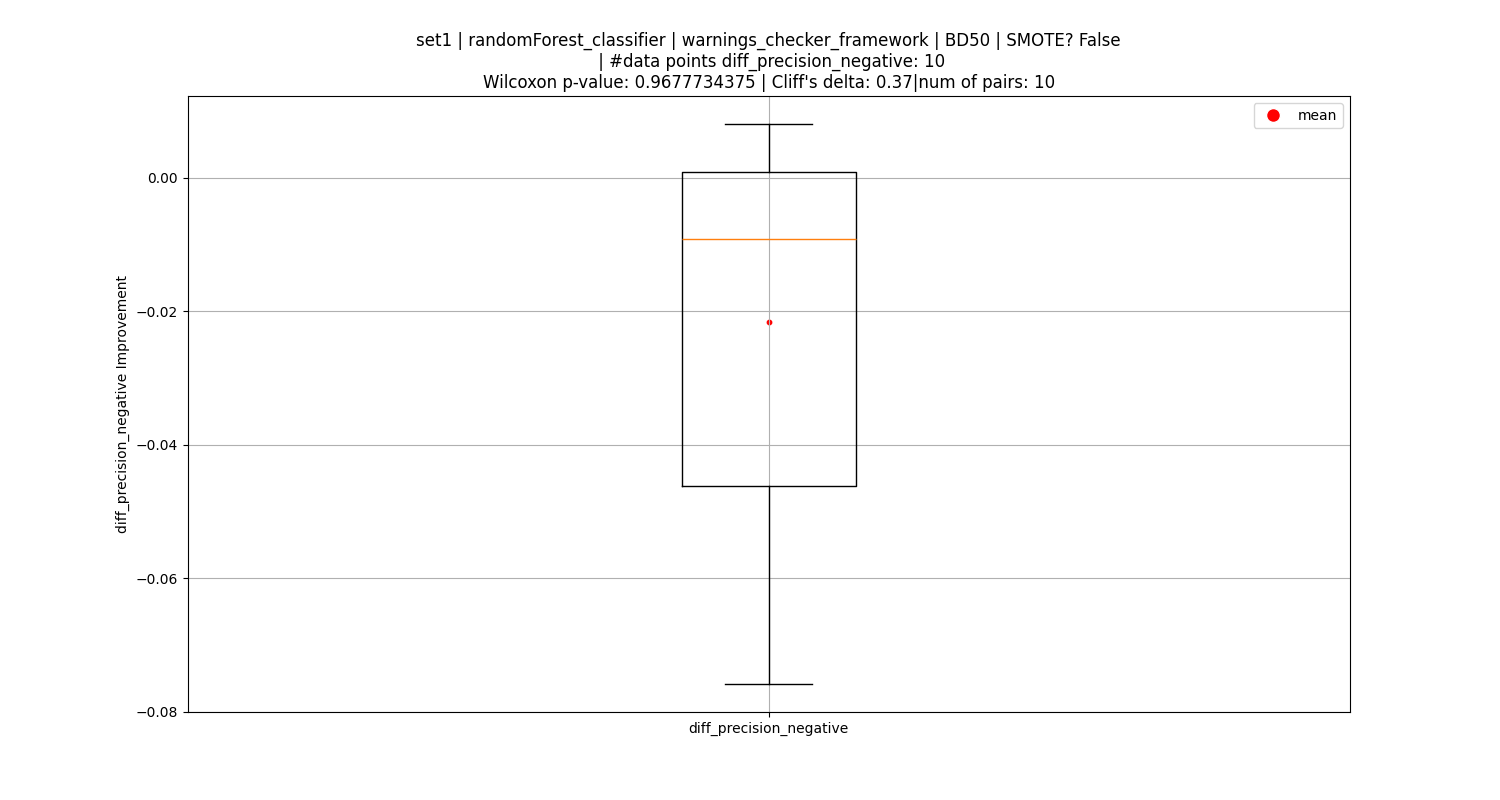 set1 | randomForest_classifier | warnings_checker_framework | BD50 | SMOTE? False
| #data points diff_precision_negative: 10
Wilcoxon p-value: 0.9677734375 | Cliff's delta: 0.37|num of pairs: 10
mean
0.00
−0.02
−0.04
−0.06
−0.08
diff_precision_negative Improvement
diff_precision_negative